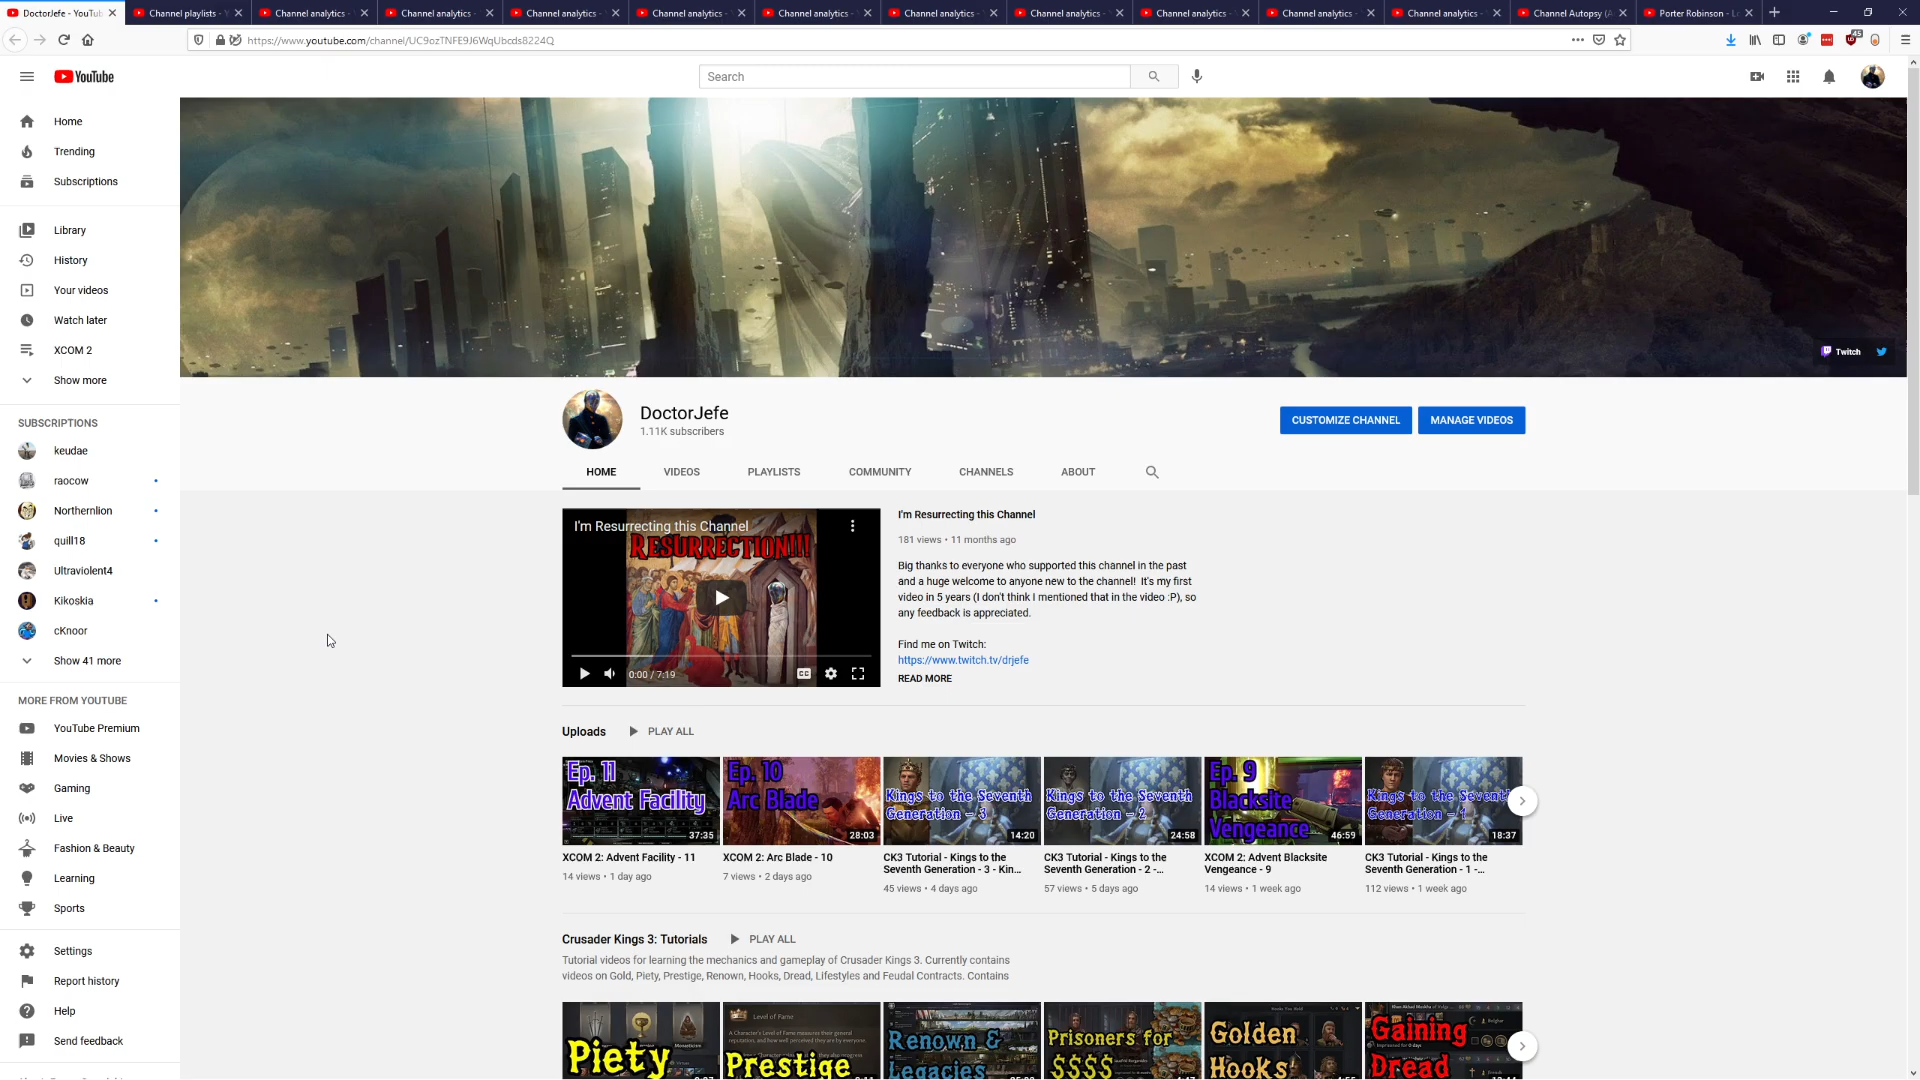 DoctorJefe - YouTub
Channel playlists -
Channel analytics -
Channel analytics -
Channel analytics -
Channel analytics -
Channel analytics -
Channel analytics -
Channel analytics -
Channel analytics -
Channel analytics -
Channel analytics -
Channel Autopsy (A
Porter Robinson - Lo
https://www.youtube.com/channel/UC9ozTNFE9J6WqUbcds8224Q
45
YouTube
Search
Home
Trending
Subscriptions
Library
History
Your videos
Watch later
XCOM 2
Show more
SUBSCRIPTIONS
keudae
raocow
Northernlion
quill18
Ultraviolent4
Kikoskia
cKnoor
Show 41 more
MORE FROM YOUTUBE
YouTube Premium
Movies & Shows
Gaming
Live
Fashion & Beauty
Learning
Sports
Settings
Report history
Help
Send feedback
Twitch
DoctorJefe
1.11K subscribers
CUSTOMIZE CHANNEL
MANAGE VIDEOS
HOME VIDEOS PLAYLISTS COMMUNITY CHANNELS ABOUT
I'm Resurrecting this Channel
RESURRECTION!!!
0:00 / 7:19
CC
I'm Resurrecting this Channel
181 views • 11 months ago
Big thanks to everyone who supported this channel in the past
and a huge welcome to anyone new to the channel! It's my first
video in 5 years (I don't think I mentioned that in the video :P), so
any feedback is appreciated.
Find me on Twitch:
https://www.twitch.tv/drjefe
READ MORE
Uploads
PLAY ALL
Ep. 11
Advent Facility
37:35
XCOM 2: Advent Facility - 11
14 views • 1 day ago
Ep. 10
Arc Blade
28:03
XCOM 2: Arc Blade - 10
7 views • 2 days ago
Kings to the Seventh
Generation - 3
14:20
CK3 Tutorial - Kings to the
Seventh Generation - 3 - Kin...
45 views • 4 days ago
Kings to the Seventh
Generation - 2
24:58
CK3 Tutorial - Kings to the
Seventh Generation - 2 -...
57 views • 5 days ago
Ep. 9
Blacksite
Vengeance
46:59
XCOM 2: Advent Blacksite
Vengeance - 9
14 views • 1 week ago
Kings to the Seventh
Generation - 1
18:37
CK3 Tutorial - Kings to the
Seventh Generation - 1 -...
112 views • 1 week ago
Crusader Kings 3: Tutorials
PLAY ALL
Tutorial videos for learning the mechanics and gameplay of Crusader Kings 3. Currently contains
videos on Gold, Piety, Prestige, Renown, Hooks, Dread, Lifestyles and Feudal Contracts. Contains
Piety
Level of Fame
Prestige
Renown &
Legacies
Prisoners for
$$$$
Golden
Hooks
Gaining
Dread